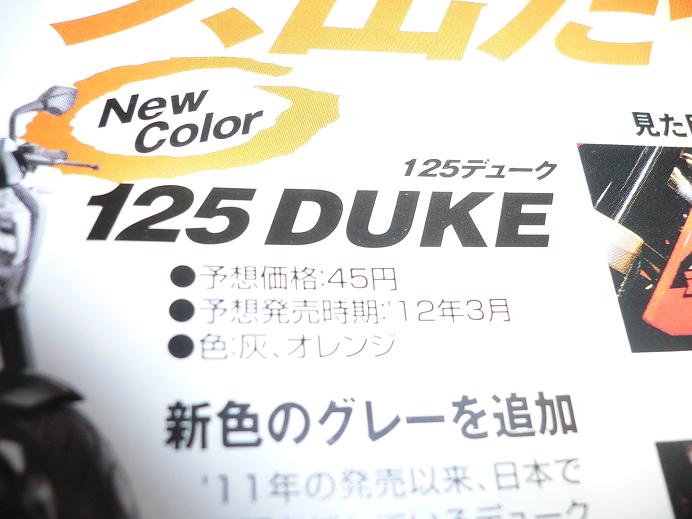 New
Color
125デューク
125 DUKE
●予想価格:45円
●予想発売時期:'12年3月
●色:灰、オレンジ
新色のグレーを追加
'11年の発売以来、日本で
見た